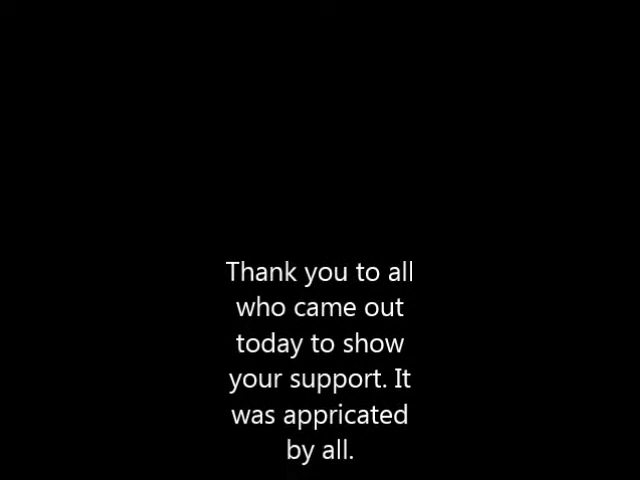 Thank you to all
who came out
today to show
your support. It
was appricated
by all.